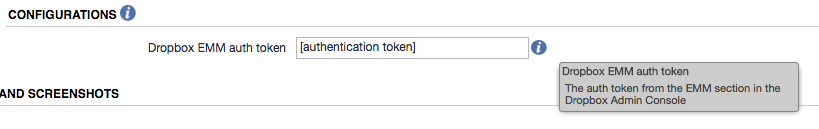 CONFIGURATIONS
Dropbox EMM auth token [authentication token]
Dropbox EMM auth token
The auth token from the EMM section in the
Dropbox Admin Console
AND SCREENSHOTS